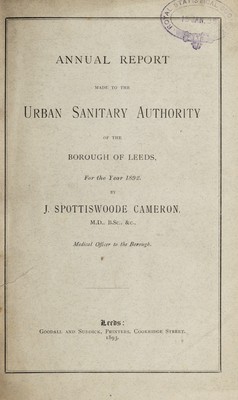 ANNUAL REPORT
MADE TO THE
URBAN SANITARY AUTHORITY
OF THE
BOROUGH OF LEEDS,
For the Year 1892.
BY
J. SPOTTISWOODE CAMERON,
M.D., B.Sc., &c.,
Medical Officer to the Borough.
Leeds:
GOODALL AND SUDDICK, PRINTERS, COOKRIDGE STREET.
1893.